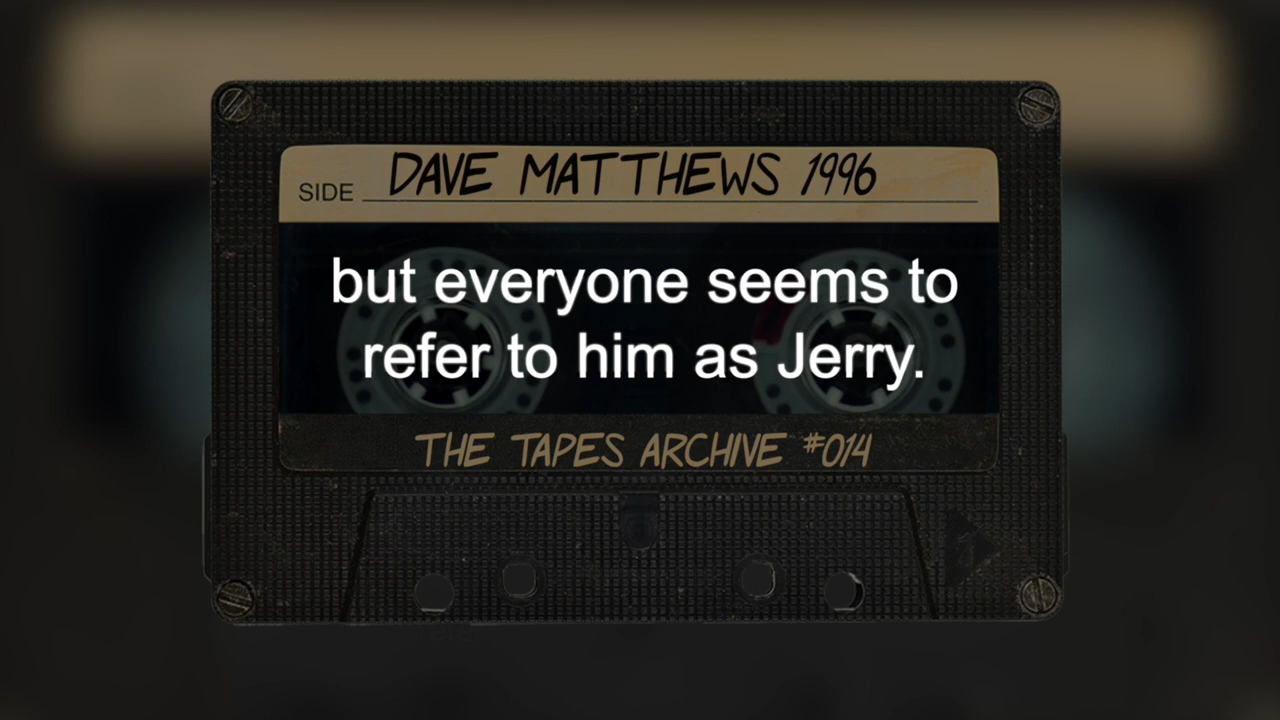 DAVE MATTHEWS 1996
SIDE
but everyone seems to
refer to him as Jerry.
THE TAPES ARCHIVE #014